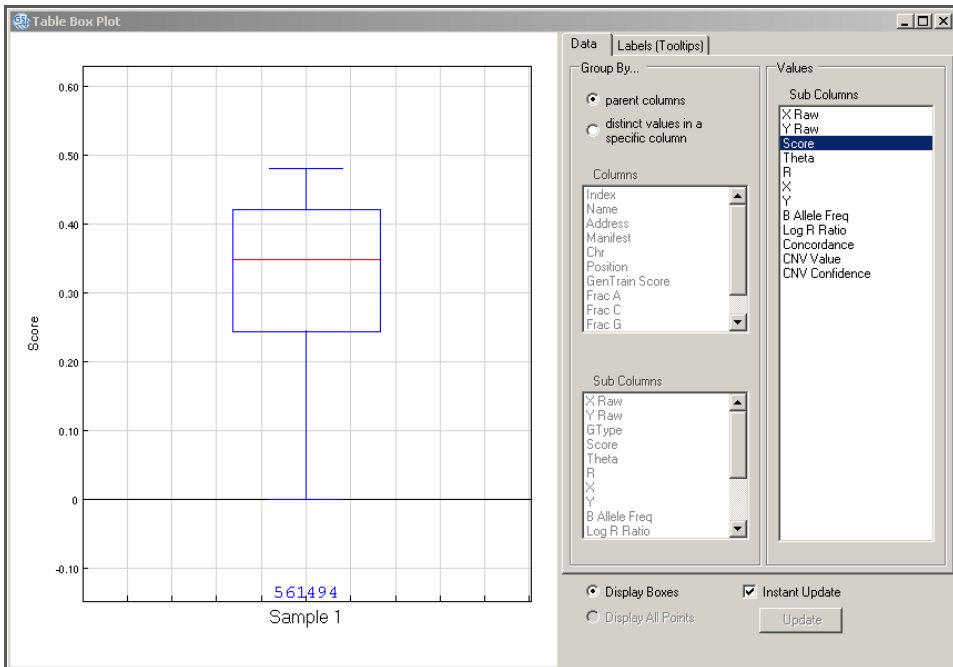 GS
Table Box Plot
0.60
0.50
0.40
0.30
0.20
0.10
0
-0.10
Score
561494
Sample 1
Data
Labels (Tooltips)
Group By...
parent columns
distinct values in a
specific column
Columns
Index
Name
Address
Manifest
Chr
Position
GenTrain Score
Frac A
Frac C
Frac G
Sub Columns
X Raw
Y Raw
GType
Score
Theta
R
X
Y
B Allele Freq
Log R Ratio
Values
Sub Columns
X Raw
Y Raw
Score
Theta
R
X
Y
B Allele Freq
Log R Ratio
Concordance
CNV Value
CNV Confidence
Display Boxes
Display All Points
Instant Update
Update